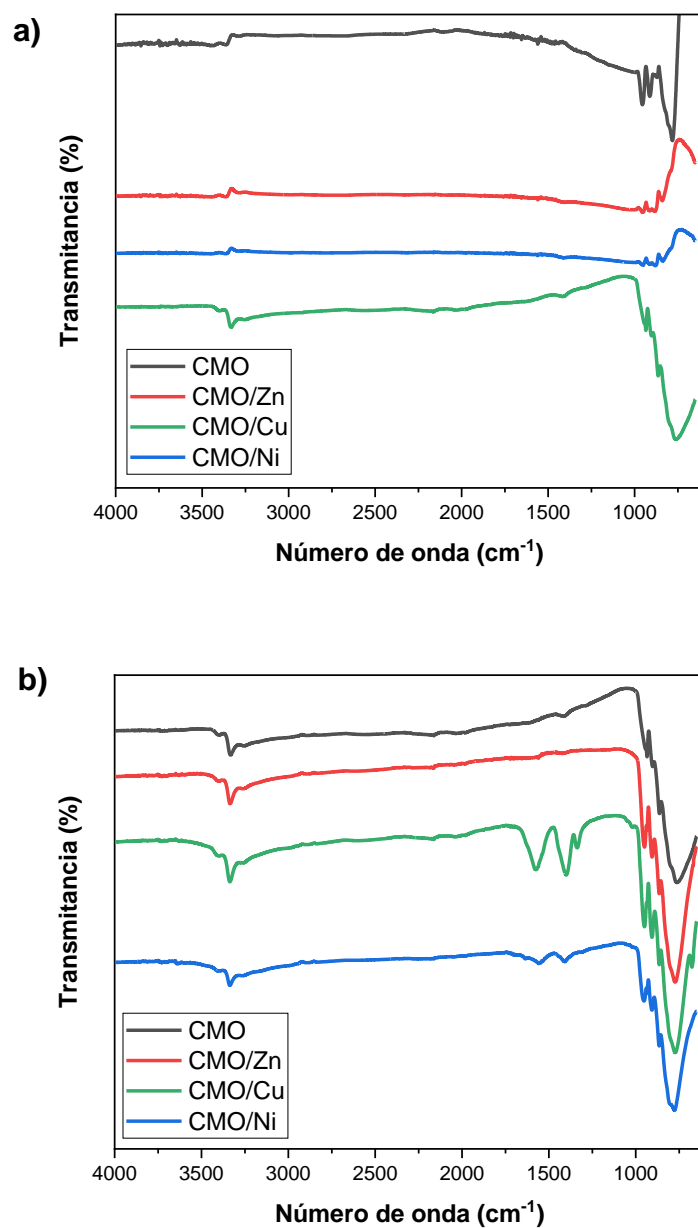 a)
Transmitancia (%)
CMO
CMO/Zn
CMO/Cu
CMO/Ni
4000 3500 3000 2500 2000 1500 1000
Número de onda (cm⁻¹)
b)
Transmitancia (%)
CMO
CMO/Zn
CMO/Cu
CMO/Ni
4000 3500 3000 2500 2000 1500 1000
Número de onda (cm⁻¹)